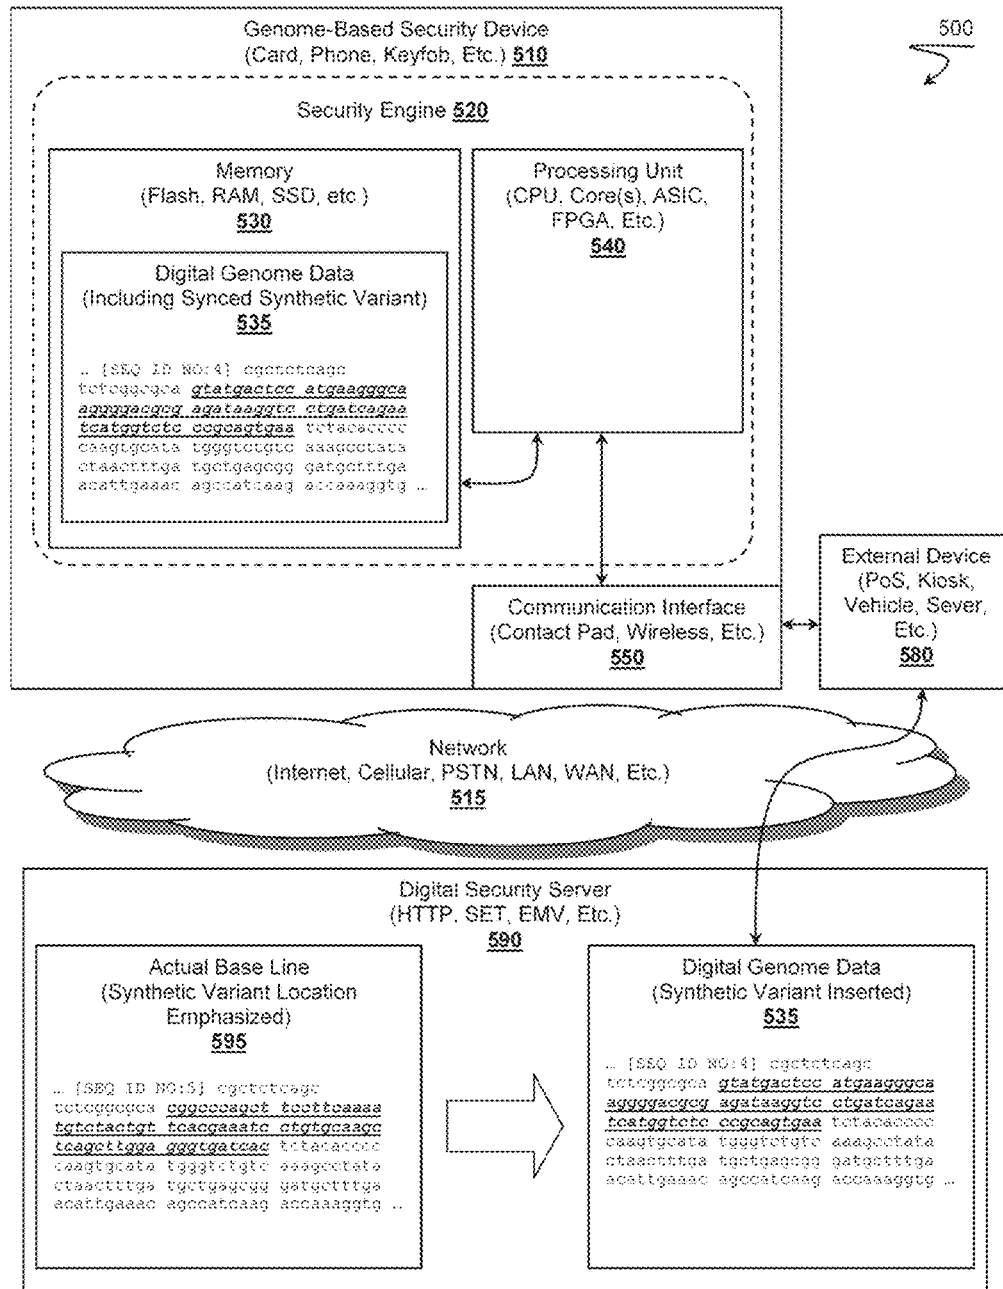 Genome-Based Security Device
(Card, Phone, Keyfob, Etc.) 510
500
Security Engine 520
Memory
(Flash, RAM, SSD, etc.)
530
Processing Unit
(CPU, Core(s), ASIC,
FPGA, Etc.)
540
Digital Genome Data
(Including Synced Synthetic Variant)
535
... [SEQ ID NO:4] cgctctcagc
tctcggcgca gtatgactcc atgaagggca
aggggacgcg agataaggtc ctgatcagaa
tcatggtctc ccgcagtgaa tctacacccc
caagtgcata tgggtctgtc aaagcctata
ctaactttga tgctgagcgg gatgctttga
acattgaaac agccatcaag accaaaggtg ...
Communication Interface
(Contact Pad, Wireless, Etc.)
550
External Device
(PoS, Kiosk,
Vehicle, Sever,
Etc.)
580
Network
(Internet, Cellular, PSTN, LAN, WAN, Etc.)
515
Digital Security Server
(HTTP, SET, EMV, Etc.)
590
Actual Base Line
(Synthetic Variant Location
Emphasized)
595
... [SEQ ID NO:5] cgctctcagc
tctcggcgca cgggcccagct tccttcaaaa
tgtctactgt tcacgaaatc ctgtgcaagc
tcagcttgga gggtgatcac tctacacccc
caagtgcata tgggtctgtc aaagcctata
ctaactttga tgctgagcgg gatgctttga
acattgaaac agccatcaag accaaaggtg ...
Digital Genome Data
(Synthetic Variant Inserted)
535
... [SEQ ID NO:4] cgctctcagc
tctcggcgca gtatgactcc atgaagggca
aggggacgcg agataaggtc ctgatcagaa
tcatggtctc ccgcagtgaa tctacacccc
caagtgcata tgggtctgtc aaagcctata
ctaactttga tgctgagcgg gatgctttga
acattgaaac agccatcaag accaaaggtg ...